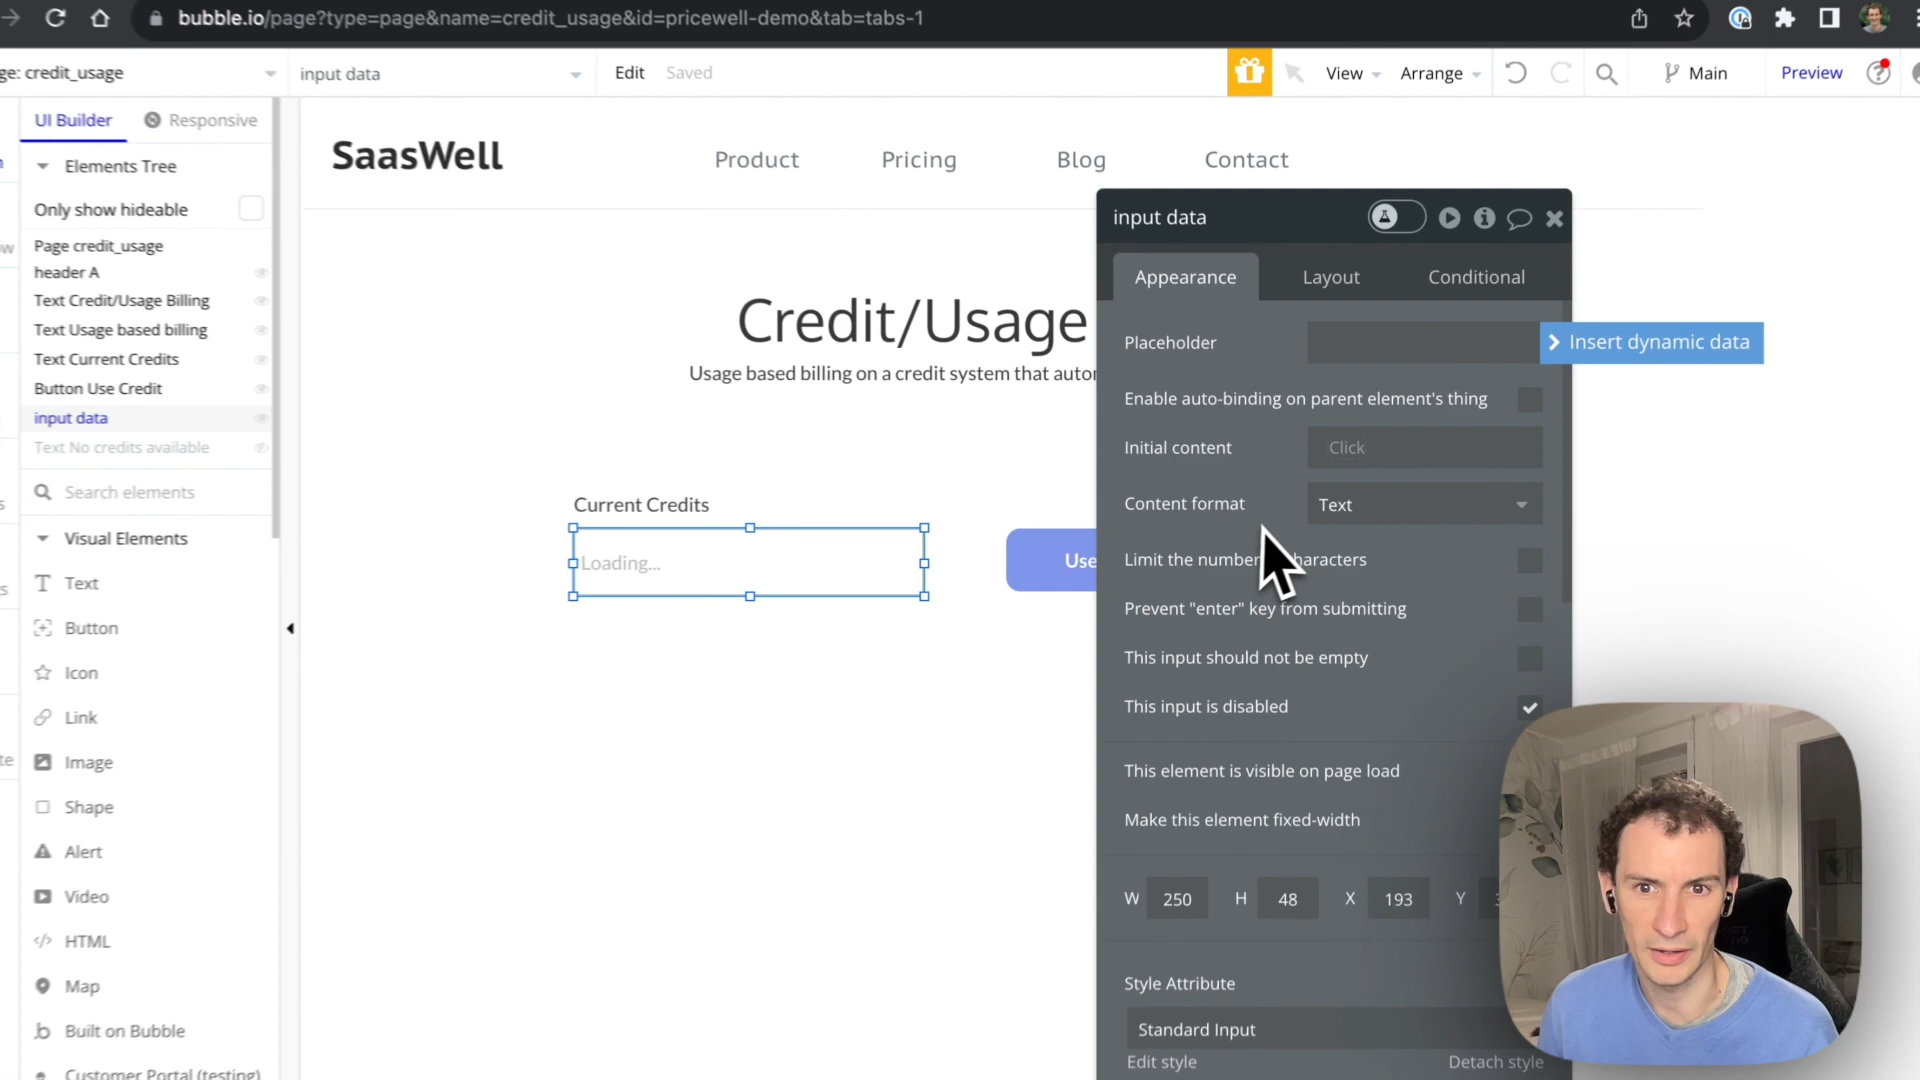 bubble.io/page?type=page&name=credit_usage&id=pricewell-demo&tab=tabs-1
ge: credit_usage
input data
Edit
Saved
View
Arrange
Main
Preview
UI Builder
Responsive
Elements Tree
Only show hideable
Page credit_usage
header A
Text Credit/Usage Billing
Text Usage based billing
Text Current Credits
Button Use Credit
input data
Text No credits available
Search elements
Visual Elements
Text
Button
Icon
Link
Image
Shape
Alert
Video
HTML
Map
Built on Bubble
Customer Portal (testing)
SaasWell
Product
Pricing
Blog
Contact
Credit/Usage
Usage based billing on a credit system that autor
Current Credits
Loading...
Use
input data
Appearance
Layout
Conditional
Placeholder
Insert dynamic data
Enable auto-binding on parent element's thing
Initial content
Click
Content format
Text
Limit the number characters
Prevent "enter" key from submitting
This input should not be empty
This input is disabled
This element is visible on page load
Make this element fixed-width
W 250 H 48 X 193 Y
Style Attribute
Standard Input
Edit style
Detach style